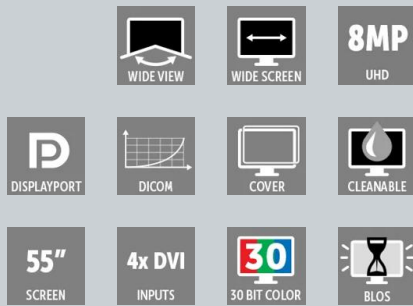 WIDE VIEW
WIDE SCREEN
8MP
UHD
DISPLAYPORT
DICOM
COVER
CLEANABLE
55"
SCREEN
4x DVI
INPUTS
30
30 BIT COLOR
BLOS